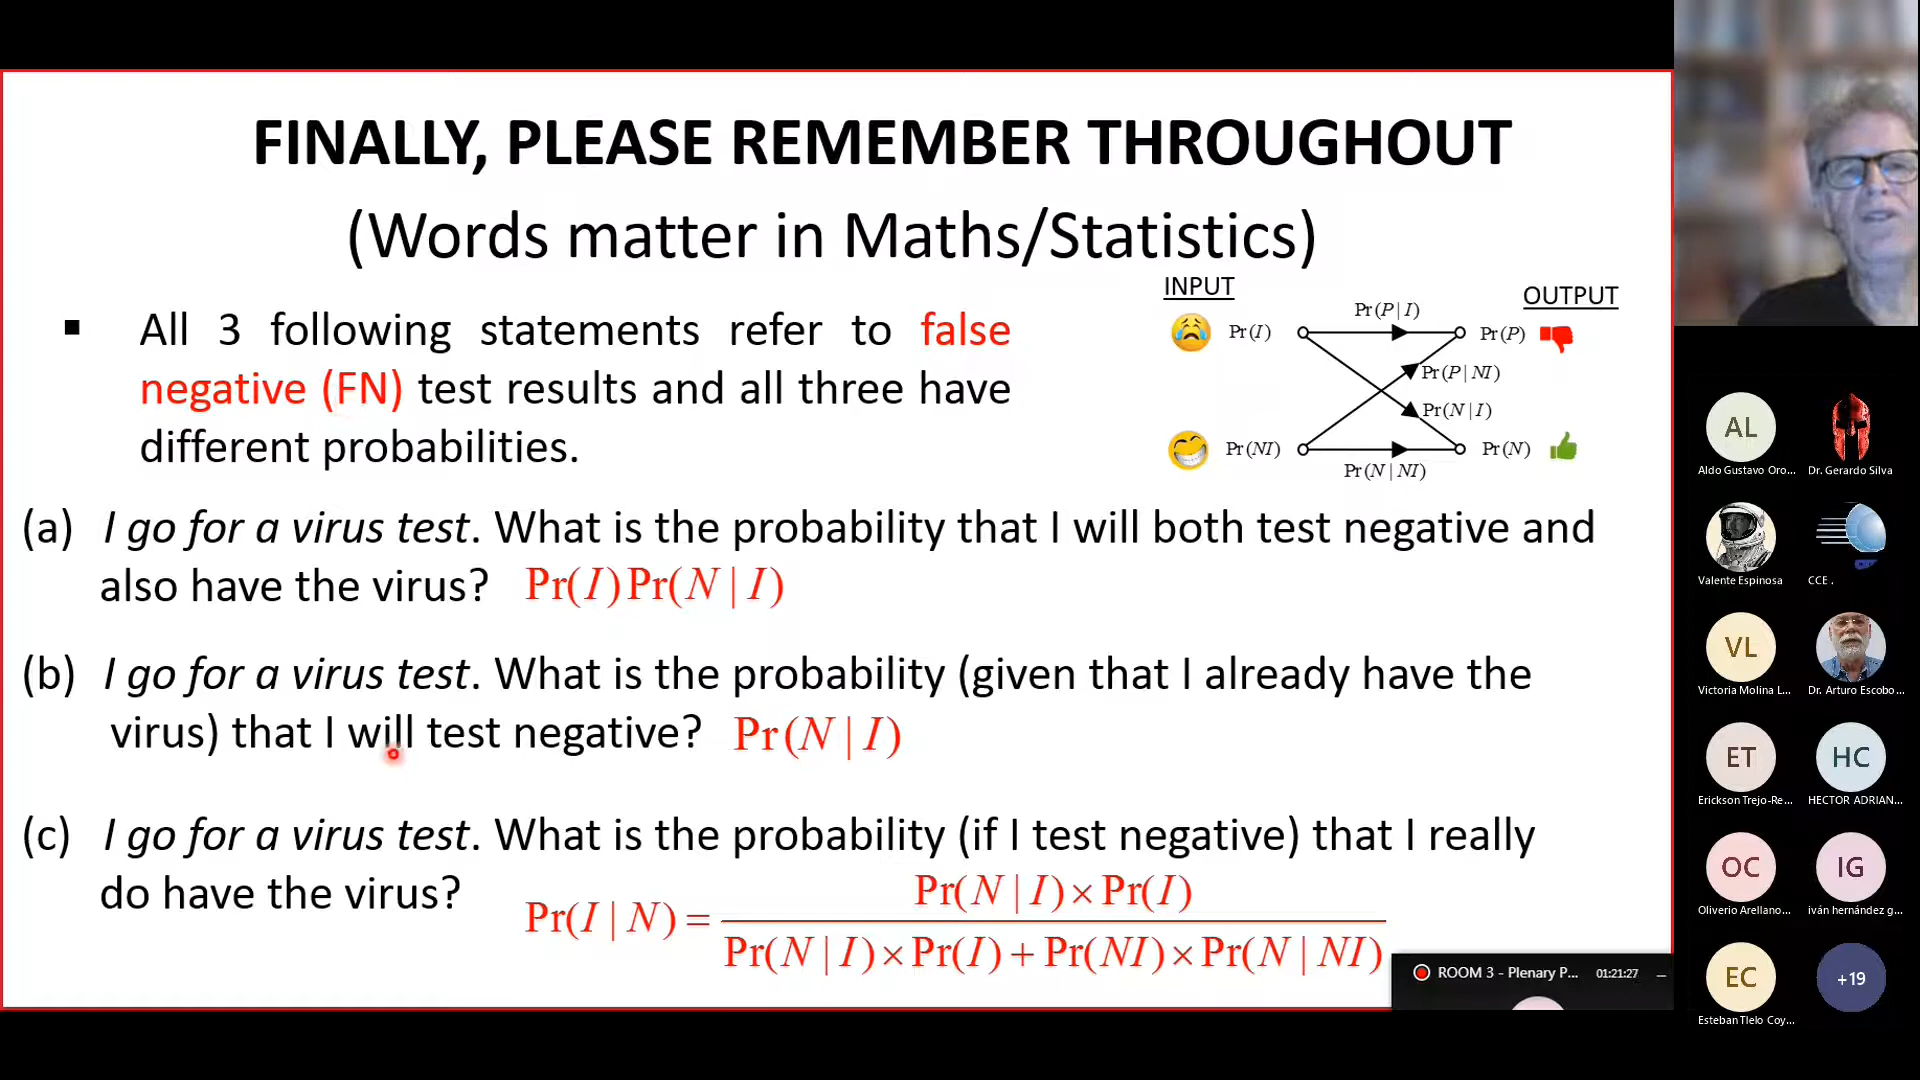 FINALLY, PLEASE REMEMBER THROUGHOUT
(Words matter in Maths/Statistics)
▪ All 3 following statements refer to false
negative (FN) test results and all three have
different probabilities.
INPUT
OUTPUT
Pr(I)
Pr(P | I)
Pr(P)
Pr(P | NI)
Pr(N | I)
Pr(NI)
Pr(N)
Pr(N | NI)
(a) I go for a virus test. What is the probability that I will both test negative and
also have the virus? Pr(I) Pr(N | I)
(b) I go for a virus test. What is the probability (given that I already have the
virus) that I will test negative? Pr(N | I)
(c) I go for a virus test. What is the probability (if I test negative) that I really
do have the virus?
Pr(I | N) =
Pr(N | I) × Pr(I)
Pr(N | I) × Pr(I) + Pr(NI) × Pr(N | NI)
ROOM 3 - Plenary P... 01:21:27
AL
Aldo Gustavo Oro... Dr. Gerardo Silva
Valente Espinosa CCE .
VL
Victoria Molina L... Dr. Arturo Escobo...
ET HC
Erickson Trejo-Re... HECTOR ADRIAN...
OC IG
Oliverio Arellano... iván hernández g...
EC +19
Esteban Tlelo Coy...